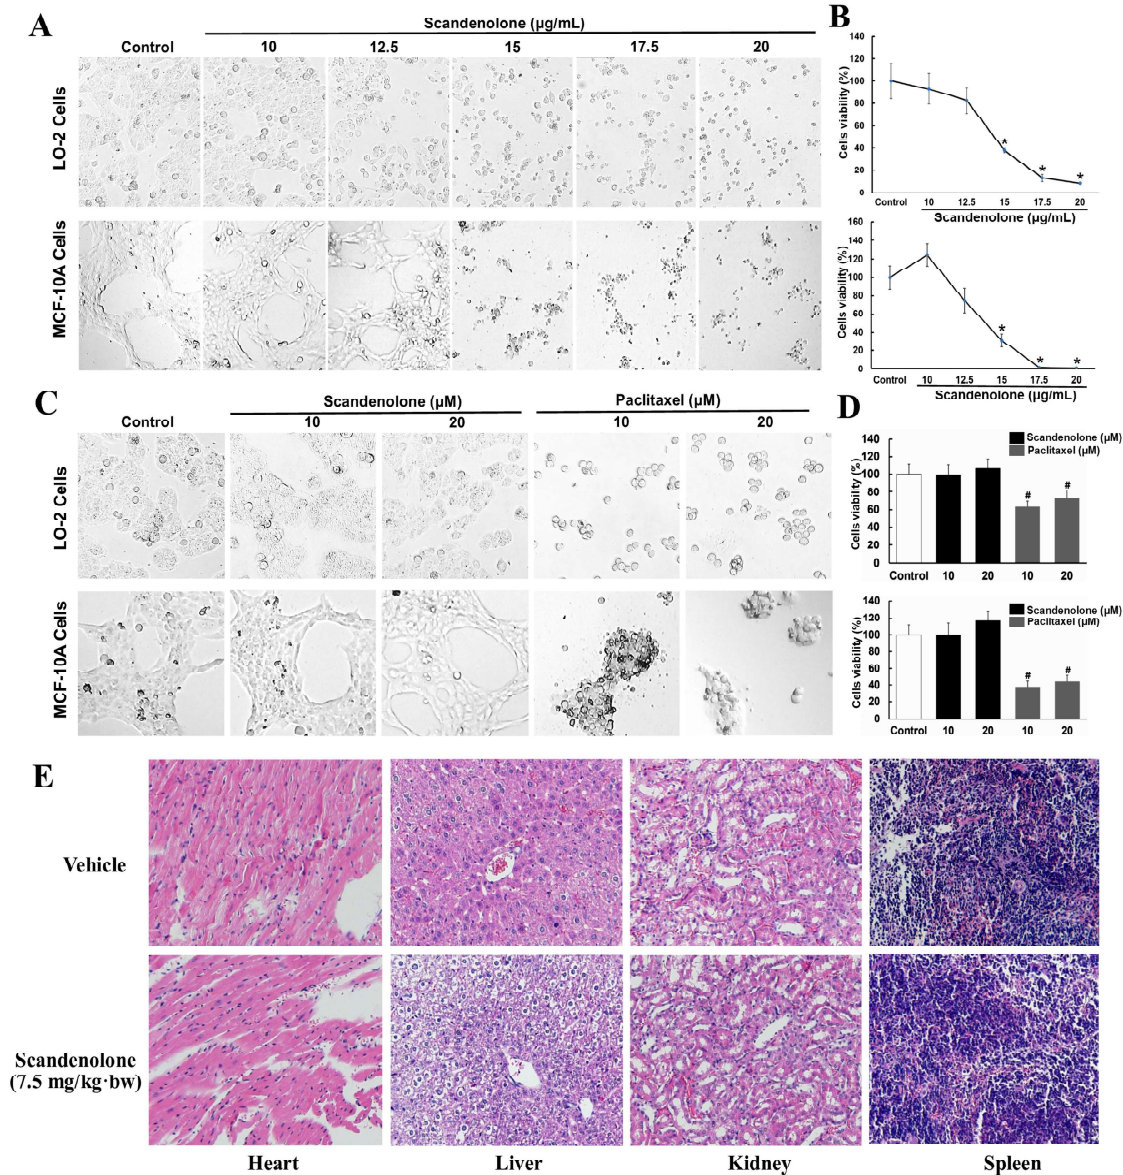 A
Scandenolone (µg/mL)
Control 10 12.5 15 17.5 20
LO-2 Cells
MCF-10A Cells
B
Cells viability (%)
140
120
100
80
60
40
20
0
* * *
Control 10 12.5 15 17.5 20
Scandenolone (µg/mL)
Cells viability (%)
160
140
120
100
80
60
40
20
0
* * *
Control 10 12.5 15 17.5 20
Scandenolone (µg/mL)
C
Scandenolone (µM) Paclitaxel (µM)
Control 10 20 10 20
LO-2 Cells
MCF-10A Cells
D
Scandenolone (µM)
Paclitaxel (µM)
Cells viability (%)
140
120
100
80
60
40
20
0
# #
Control 10 20 10 20
Scandenolone (µM)
Paclitaxel (µM)
Cells viability (%)
140
120
100
80
60
40
20
0
# #
Control 10 20 10 20
E
Vehicle
Scandenolone
(7.5 mg/kg·bw)
Heart Liver Kidney Spleen